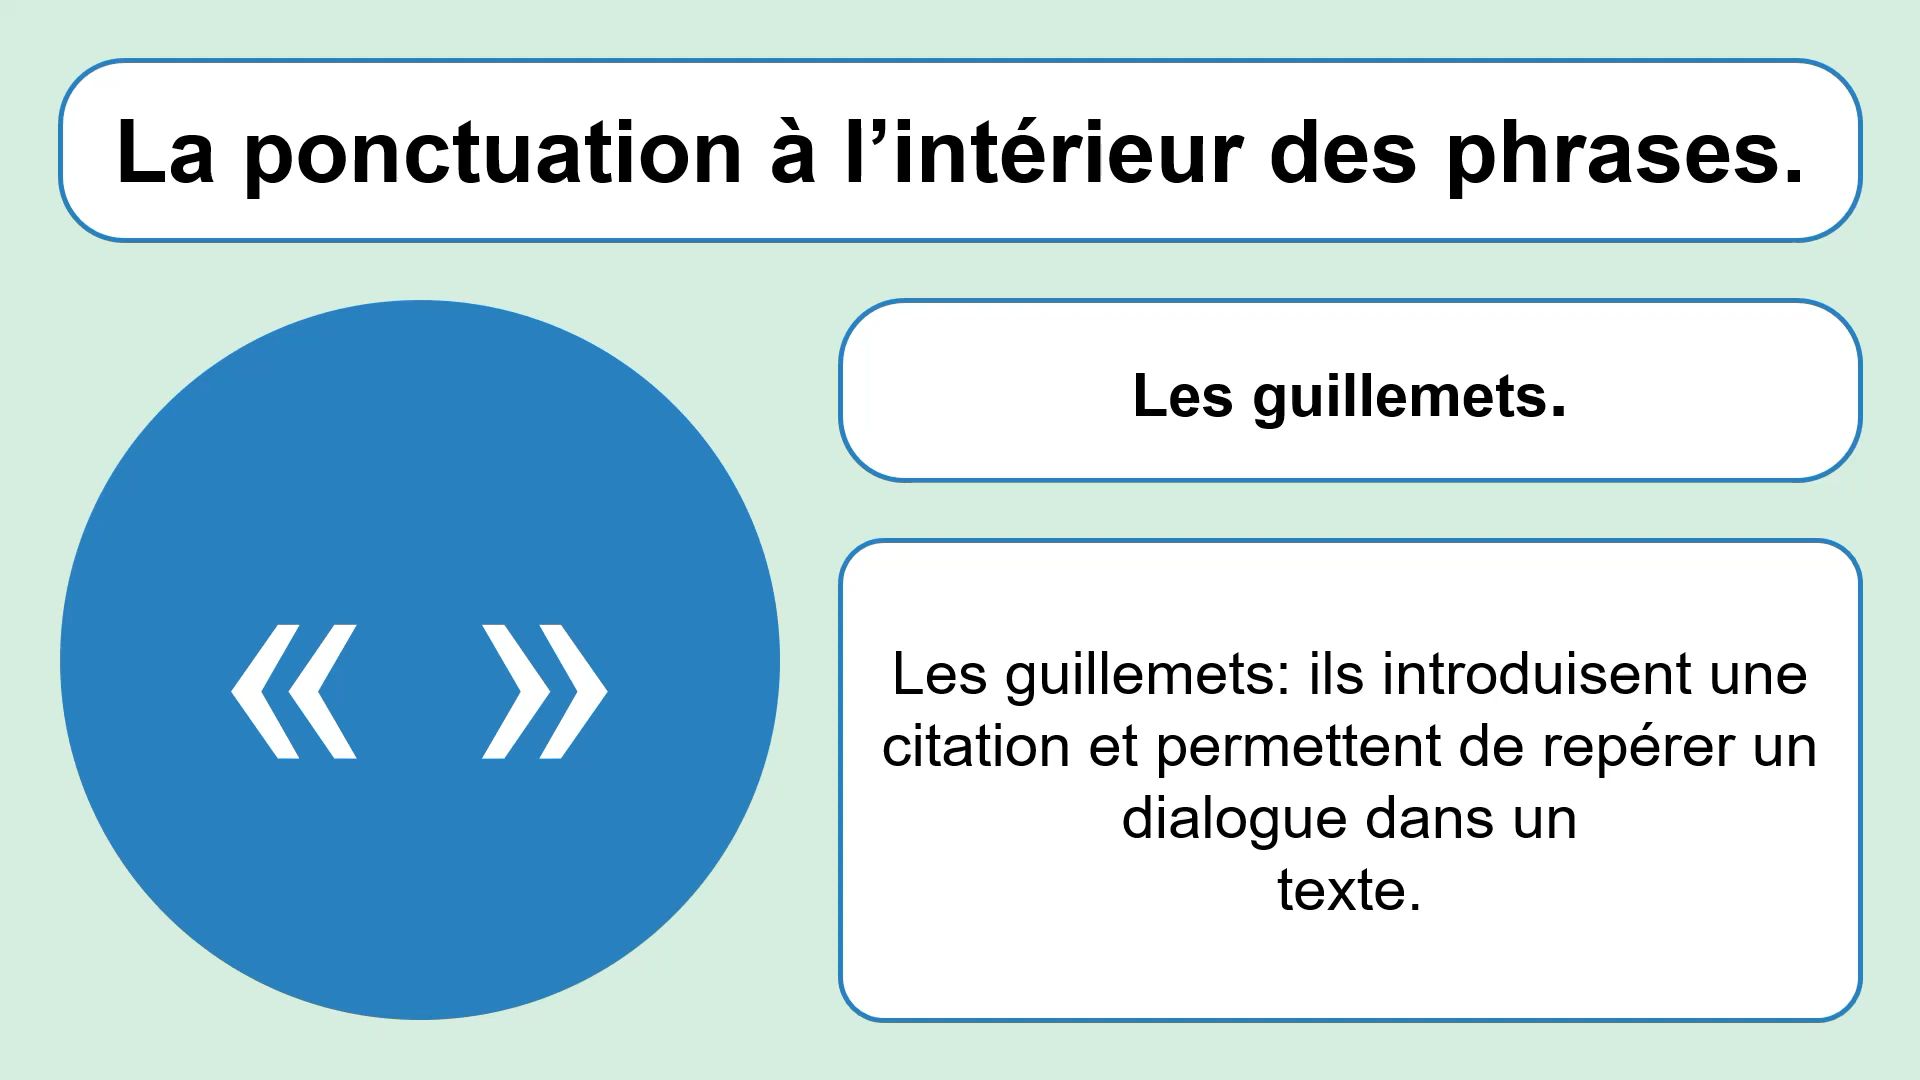 La ponctuation à l’intérieur des phrases.
« »
Les guillemets.
Les guillemets: ils introduisent une
citation et permettent de repérer un
dialogue dans un
texte.